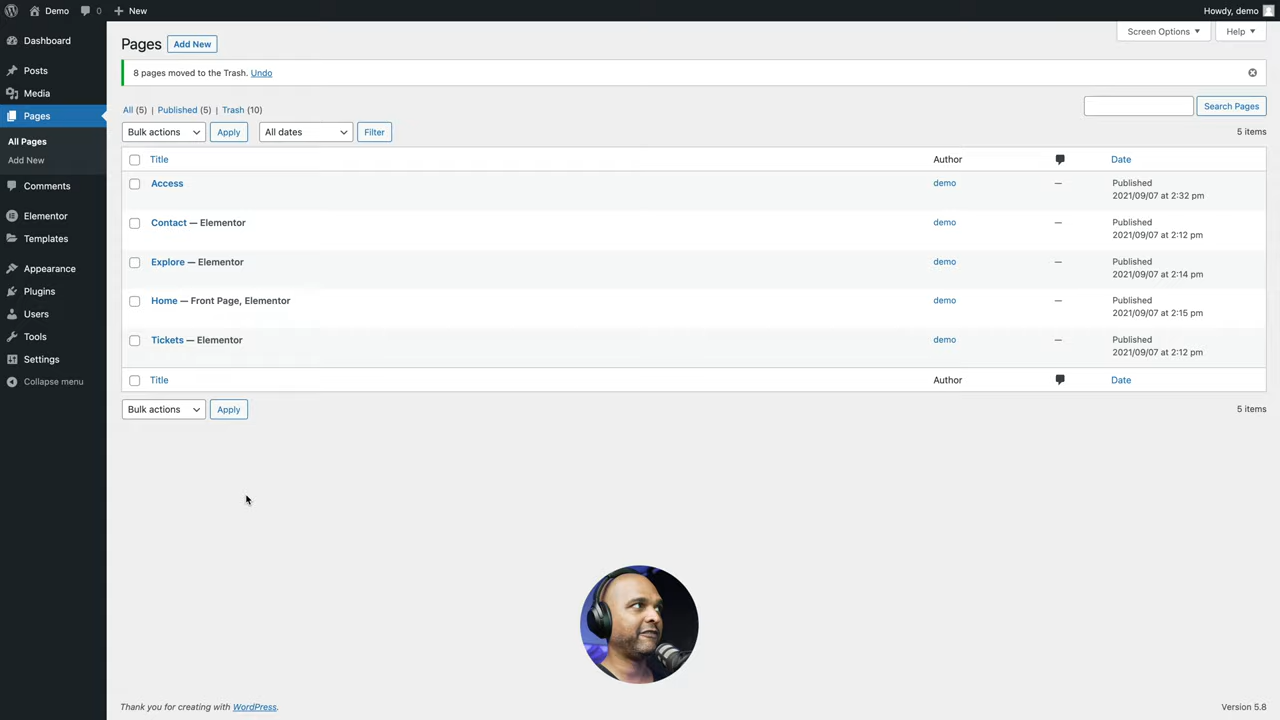 Demo 0 New Howdy, demo
Dashboard
Posts
Media
Pages
All Pages
Add New
Comments
Elementor
Templates
Appearance
Plugins
Users
Tools
Settings
Collapse menu
Screen Options Help
Pages Add New
8 pages moved to the Trash. Undo
All (5) | Published (5) | Trash (10) Search Pages
Bulk actions Apply All dates Filter 5 items
Title Author Date
Access demo — Published
2021/09/07 at 2:32 pm
Contact — Elementor demo — Published
2021/09/07 at 2:12 pm
Explore — Elementor demo — Published
2021/09/07 at 2:14 pm
Home — Front Page, Elementor demo — Published
2021/09/07 at 2:15 pm
Tickets — Elementor demo — Published
2021/09/07 at 2:12 pm
Title Author Date
Bulk actions Apply 5 items
Thank you for creating with WordPress. Version 5.8